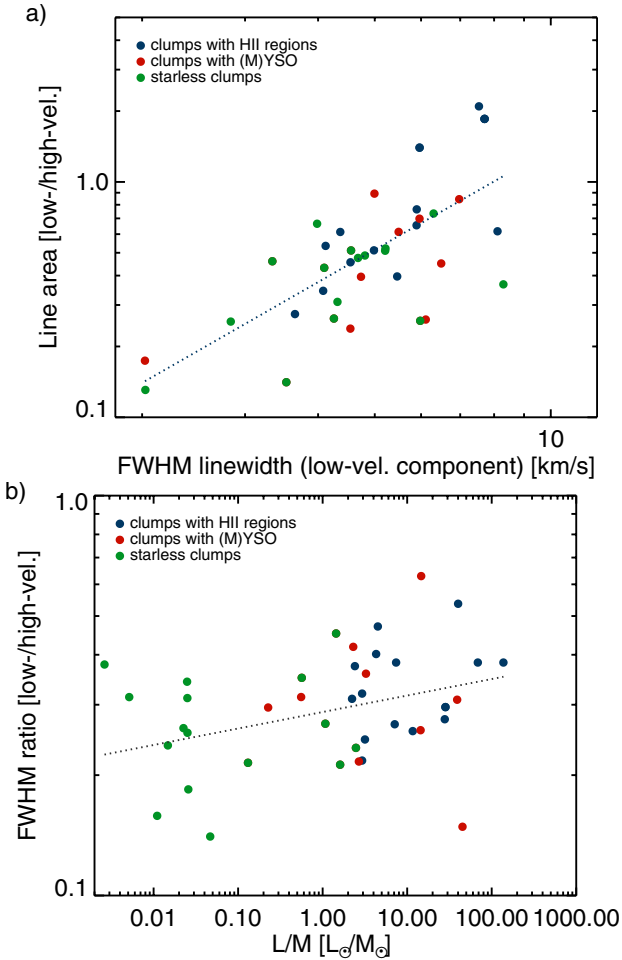 a)
clumps with HII regions
clumps with (M)YSO
starless clumps
Line area [low-/high-vel.]
1.0
0.1
10
FWHM linewidth (low-vel. component) [km/s]
b)
clumps with HII regions
clumps with (M)YSO
starless clumps
FWHM ratio [low-/high-vel.]
1.0
0.1
0.01 0.10 1.00 10.00 100.00 1000.00
L/M [L☉/M☉]